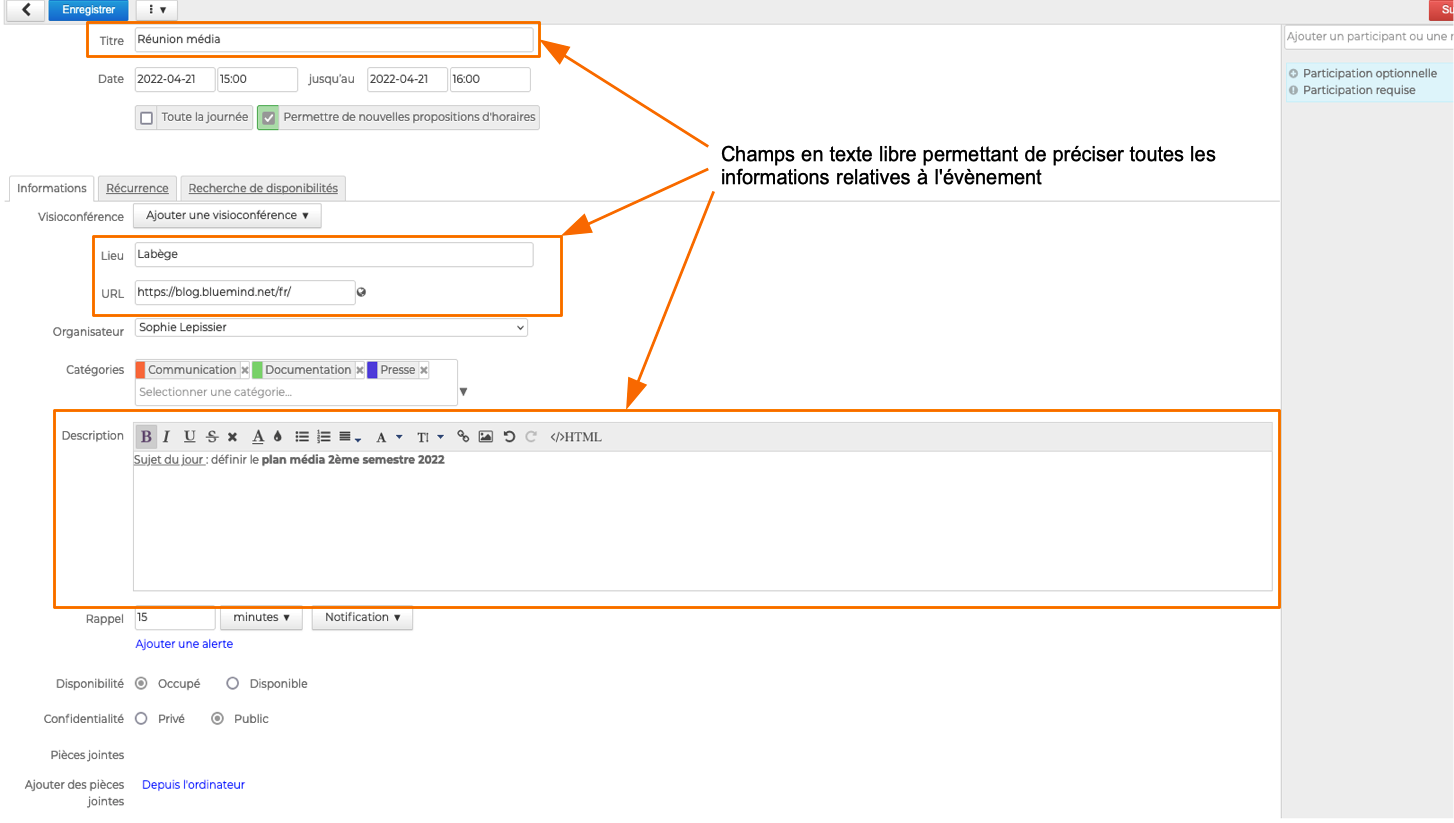 Enregistrer
Titre Réunion média
Ajouter un participant ou une
Date 2022-04-21 15:00 jusqu'au 2022-04-21 16:00
Participation optionnelle
Participation requise
Toute la journée Permettre de nouvelles propositions d'horaires
Champs en texte libre permettant de préciser toutes les
informations relatives à l'évènement
Informations Récurrence Recherche de disponibilités
Visioconférence Ajouter une visioconférence
Lieu Labège
URL https://blog.bluemind.net/fr/
Organisateur Sophie Lepissier
Catégories Communication Documentation Presse
Selectionner une catégorie...
Description B I U S A A T </>HTML
Sujet du jour : définir le plan média 2ème semestre 2022
Rappel 15 minutes Notification
Ajouter une alerte
Disponibilité Occupé Disponible
Confidentialité Privé Public
Pièces jointes
Ajouter des pièces Depuis l'ordinateur
jointes